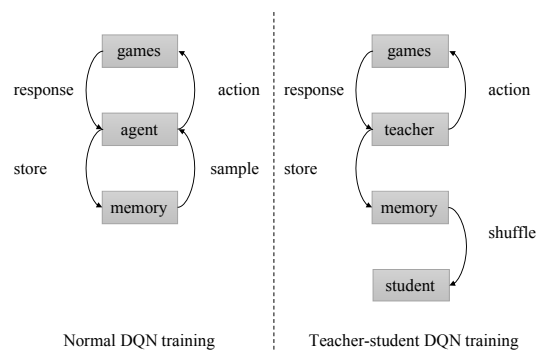 games
response
action
agent
store
sample
memory
Normal DQN training
games
response
action
teacher
store
memory
shuffle
student
Teacher-student DQN training